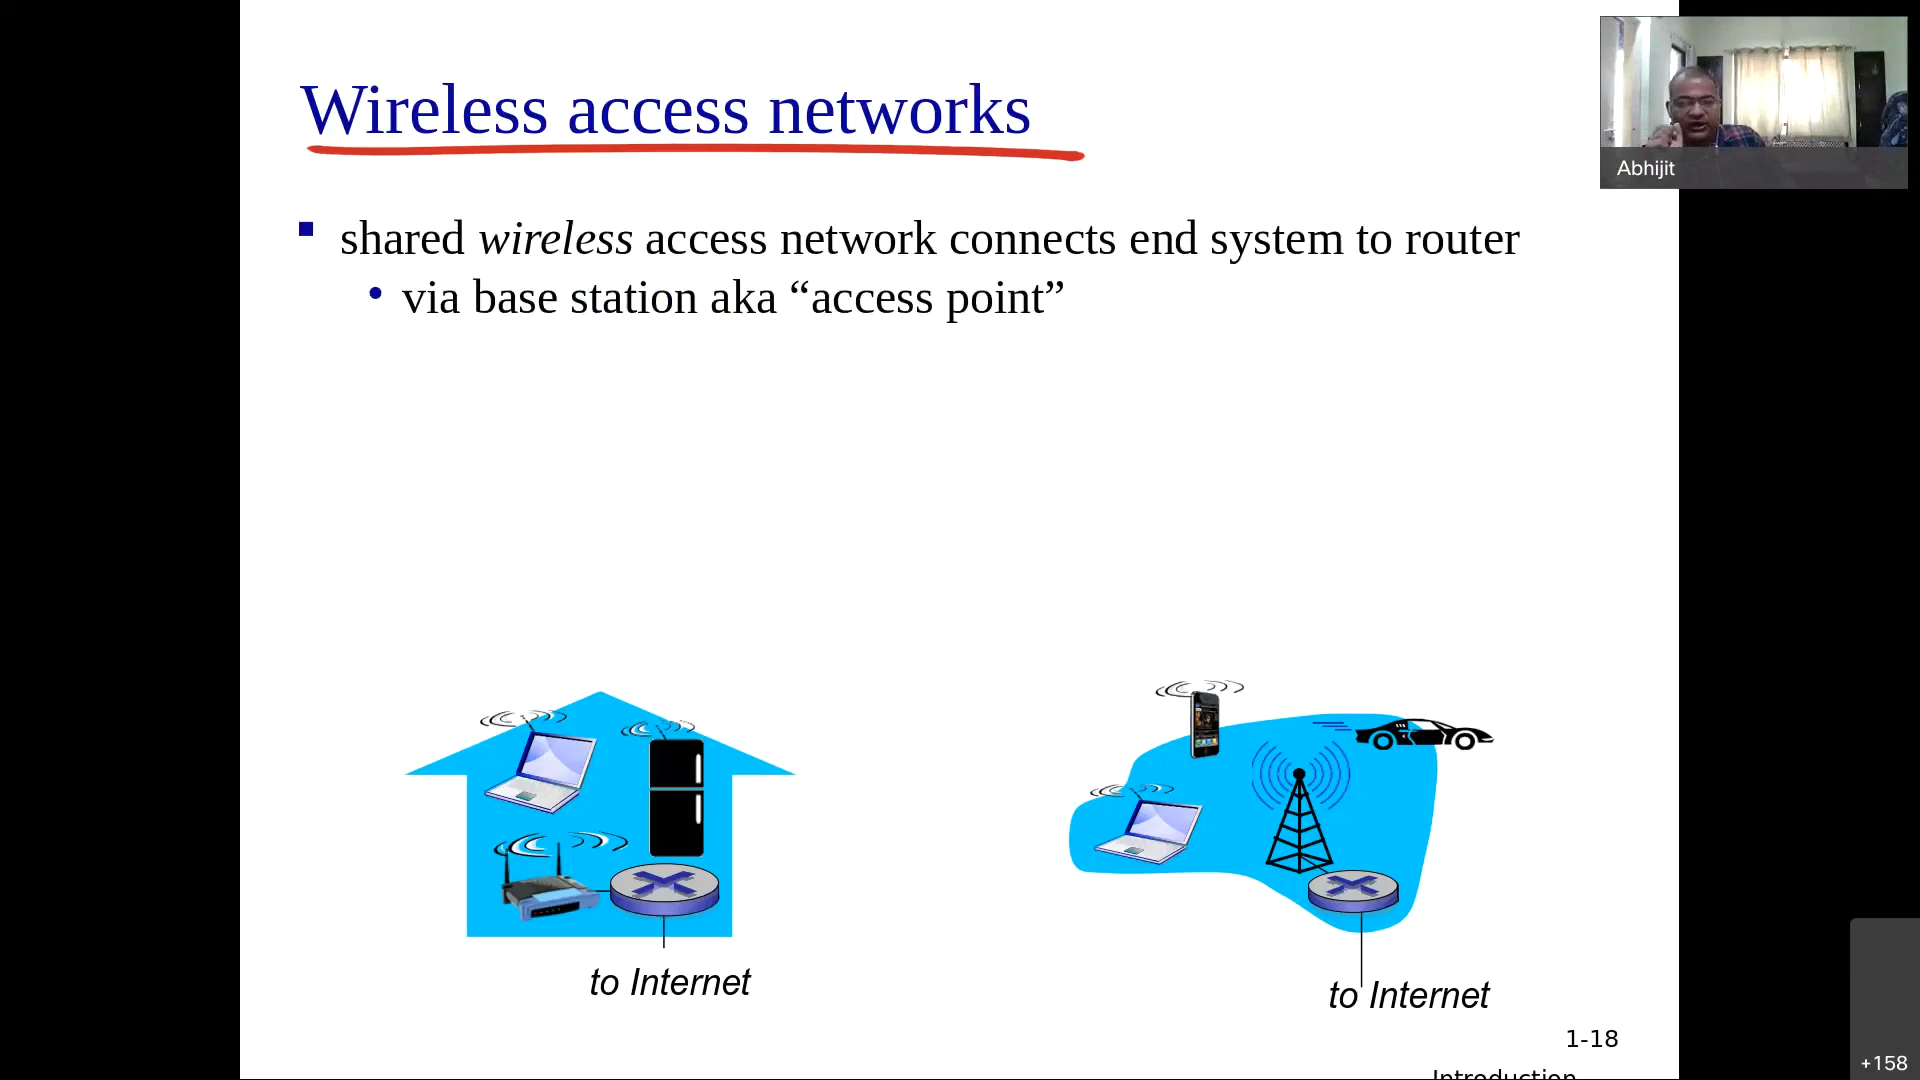 Wireless access networks
Abhijit
shared wireless access network connects end system to router
via base station aka “access point”
to Internet
to Internet
1-18
Introduction
+158